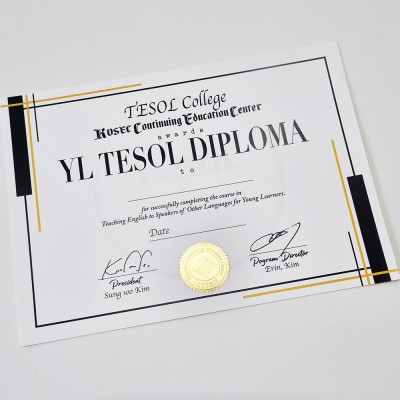 TESOL College
KOSEC Continning Education Center
awards
YL TESOL DIPLOMA
to
for successfully completing the course in
Teaching English to Speakers of Other Languages for Young Learners.
Date
President
Sung soo Kim
Program Director
Erin, Kim